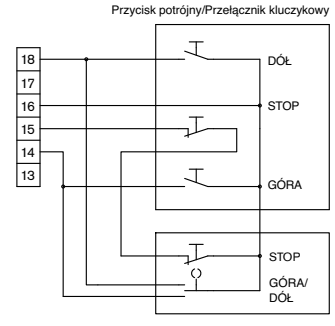 Przycisk potrójny/Przełącznik kluczykowy
18
DÓŁ
17
16
STOP
15
14
GÓRA
13
STOP
GÓRA/
DÓŁ